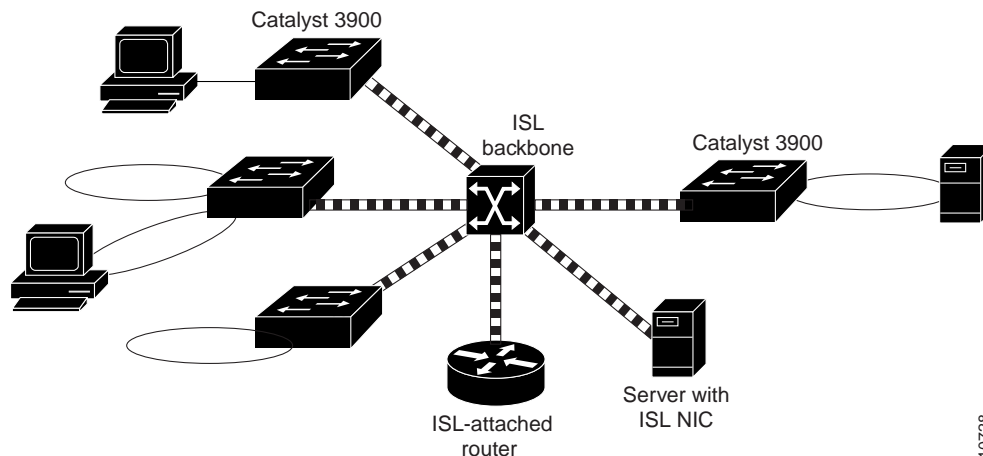 Catalyst 3900
ISL
backbone
Catalyst 3900
Server with
ISL NIC
ISL-attached
router